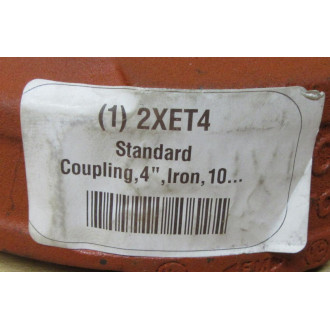 (1) 2XET4
Standard
Coupling,4",Iron,10...